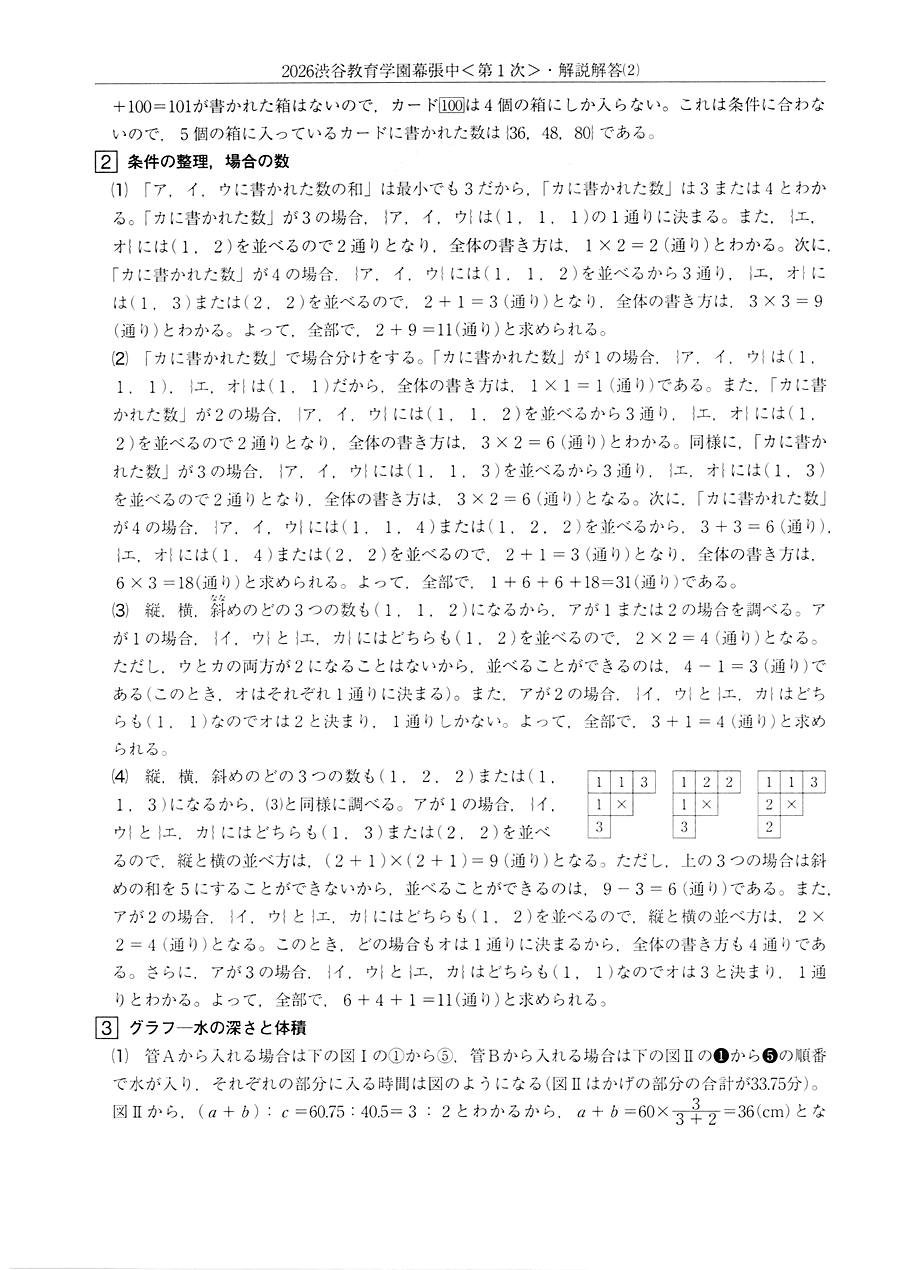 2026渋谷教育学園幕張中<第1次>・解説解答(2)
+100=101が書かれた箱はないので，カード100は4個の箱にしか入らない。これは条件に合わな
いので，5個の箱に入っているカードに書かれた数は{36，48，80}である。
2 条件の整理，場合の数
(1) 「ア，イ，ウに書かれた数の和」は最小でも3だから，「カに書かれた数」は3または4とわか
る。「カに書かれた数」が3の場合，{ア，イ，ウ}は(1，1，1)の1通りに決まる。また，{エ，
オ}には(1，2)を並べるので2通りとなり，全体の書き方は，1×2=2(通り)とわかる。次に，
「カに書かれた数」が4の場合，{ア，イ，ウ}には(1，1，2)を並べるから3通り，{エ，オ}に
は(1，3)または(2，2)を並べるので，2+1=3(通り)となり，全体の書き方は，3×3=9
(通り)とわかる。よって，全部で，2+9=11(通り)と求められる。
(2) 「カに書かれた数」で場合分けをする。「カに書かれた数」が1の場合，{ア，イ，ウ}は(1，
1，1)，{エ，オ}は(1，1)だから，全体の書き方は，1×1=1(通り)である。また，「カに書
かれた数」が2の場合，{ア，イ，ウ}には(1，1，2)を並べるから3通り，{エ，オ}には(1，
2)を並べるので2通りとなり，全体の書き方は，3×2=6(通り)とわかる。同様に，「カに書か
れた数」が3の場合，{ア，イ，ウ}には(1，1，3)を並べるから3通り，{エ，オ}には(1，3)
を並べるので2通りとなり，全体の書き方は，3×2=6(通り)となる。次に，「カに書かれた数」
が4の場合，{ア，イ，ウ}には(1，1，4)または(1，2，2)を並べるから，3+3=6(通り)，
{エ，オ}には(1，4)または(2，2)を並べるので，2+1=3(通り)となり，全体の書き方は，
6×3=18(通り)と求められる。よって，全部で，1+6+6+18=31(通り)である。
なな
(3) 縦，横，斜めのどの3つの数も(1，1，2)になるから，アが1または2の場合を調べる。ア
が1の場合，{イ，ウ}と{エ，カ}にはどちらも(1，2)を並べるので，2×2=4(通り)となる。
ただし，ウとカの両方が2になることはないから，並べることができるのは，4-1=3(通り)で
ある(このとき，オはそれぞれ1通りに決まる)。また，アが2の場合，{イ，ウ}と{エ，カ}はどち
らも(1，1)なのでオは2と決まり，1通りしかない。よって，全部で，3+1=4(通り)と求め
られる。
(4) 縦，横，斜めのどの3つの数も(1，2，2)または(1，
1，3)になるから，(3)と同様に調べる。アが1の場合，{イ，
ウ}と{エ，カ}にはどちらも(1，3)または(2，2)を並べ
1 1 3
1 ×
3
1 2 2
1 ×
3
1 1 3
2 ×
2
るので，縦と横の並べ方は，(2+1)×(2+1)=9(通り)となる。ただし，上の3つの場合は斜
めの和を5にすることができないから，並べることができるのは，9-3=6(通り)である。また，
アが2の場合，{イ，ウ}と{エ，カ}にはどちらも(1，2)を並べるので，縦と横の並べ方は，2×
2=4(通り)となる。このとき，どの場合もオは1通りに決まるから，全体の書き方も4通りであ
る。さらに，アが3の場合，{イ，ウ}と{エ，カ}はどちらも(1，1)なのでオは3と決まり，1通
りとわかる。よって，全部で，6+4+1=11(通り)と求められる。
3 グラフ―水の深さと体積
(1) 管Aから入れる場合は下の図Ⅰの①から⑤，管Bから入れる場合は下の図Ⅱの❶から❺の順番
で水が入り，それぞれの部分に入る時間は図のようになる(図Ⅱはかげの部分の合計が33.75分)。
図Ⅱから，(a+b)：c=60.75：40.5=3：2とわかるから，a+b=60×3/(3+2)=36(cm)とな